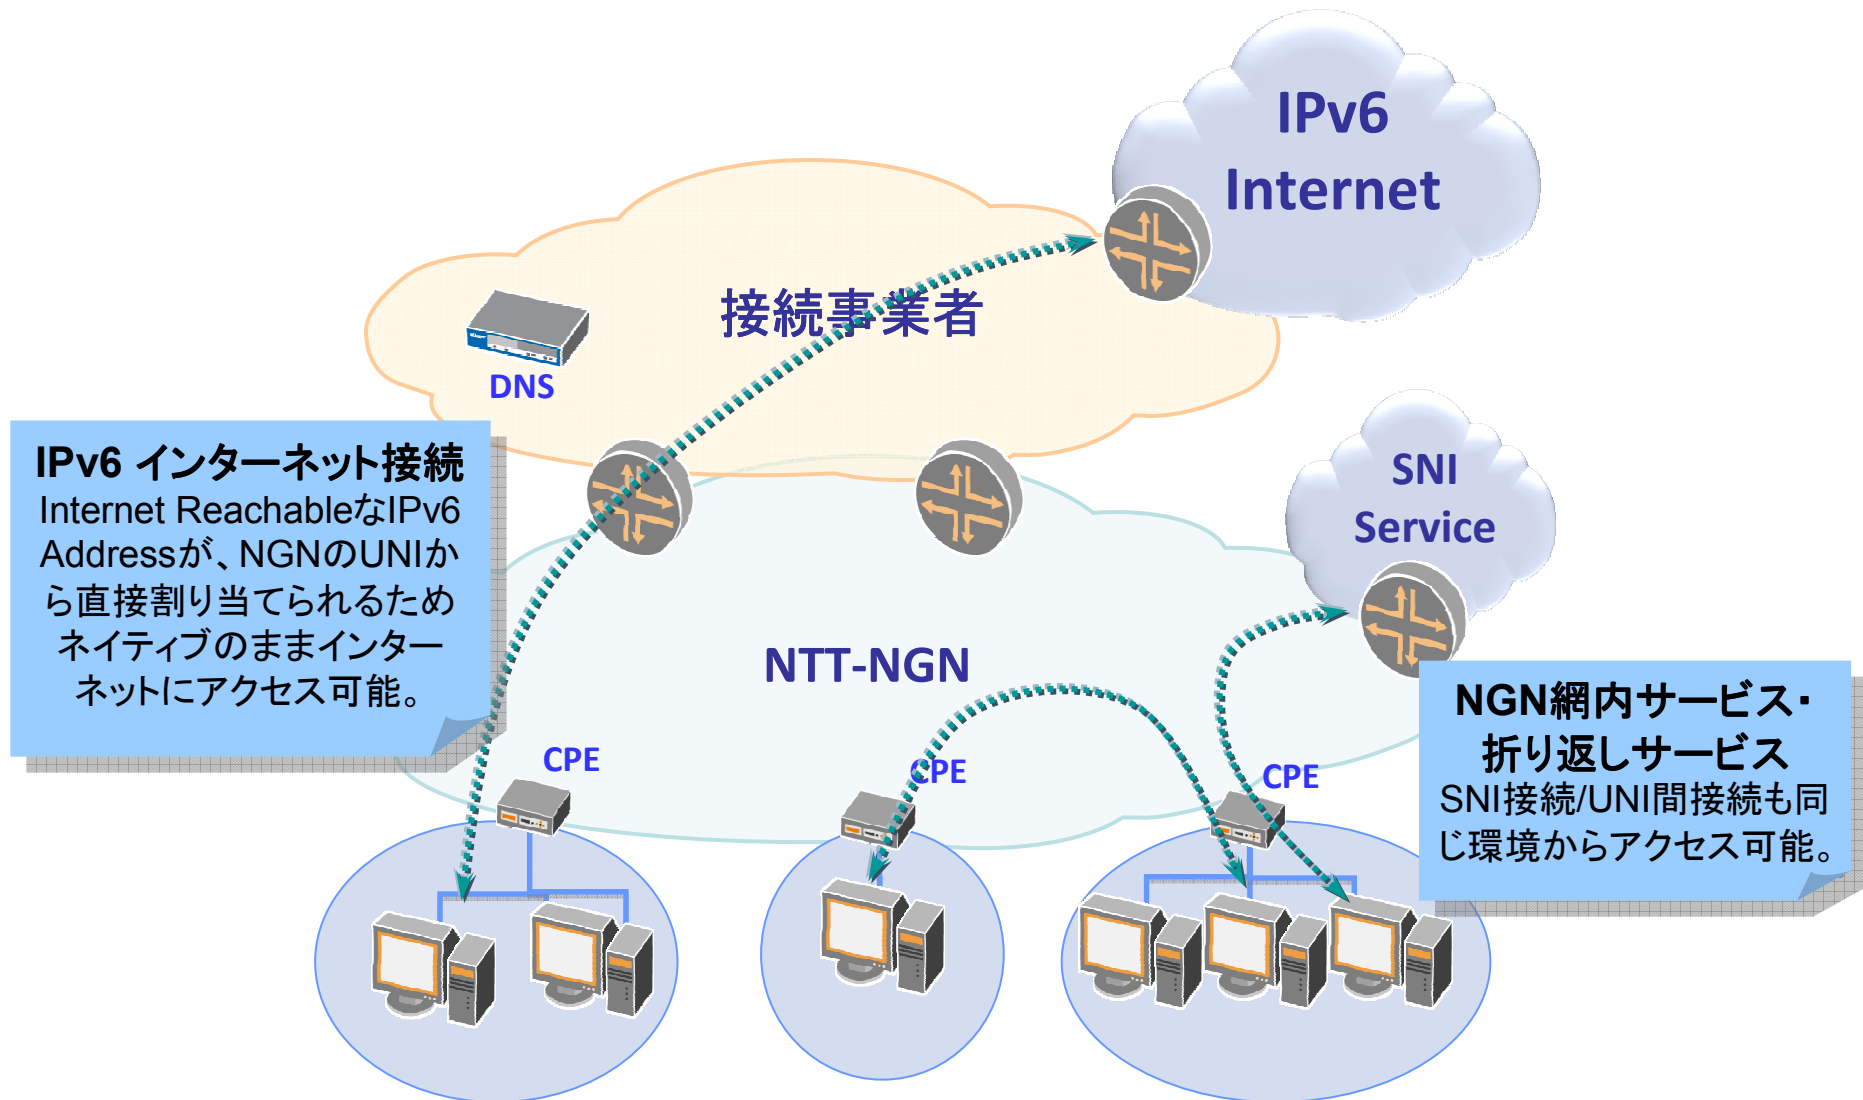 IPv6
Internet
接続事業者
DNS
IPv6 インターネット接続
Internet ReachableなIPv6
Addressが、NGNのUNIか
ら直接割り当てられるため
ネイティブのままインター
ネットにアクセス可能。
SNI
Service
NTT-NGN
NGN網内サービス・
折り返しサービス
SNI接続/UNI間接続も同
じ環境からアクセス可能。
CPE
CPE
CPE